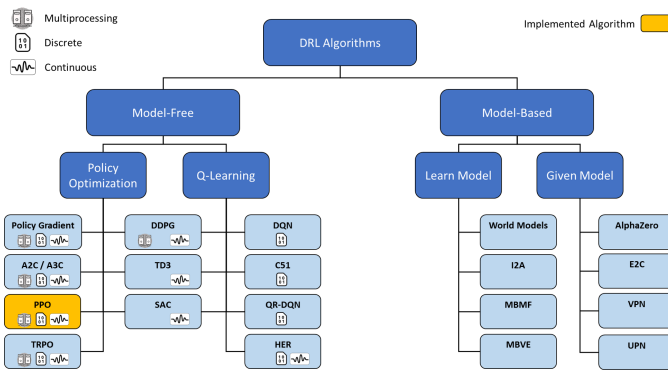 Multiprocessing
Discrete
Continuous
Implemented Algorithm
DRL Algorithms
Model-Free
Model-Based
Policy
Optimization
Q-Learning
Learn Model
Given Model
Policy Gradient
DDPG
DQN
World Models
AlphaZero
A2C / A3C
TD3
C51
I2A
E2C
PPO
SAC
QR-DQN
MBMF
VPN
TRPO
HER
MBVE
UPN